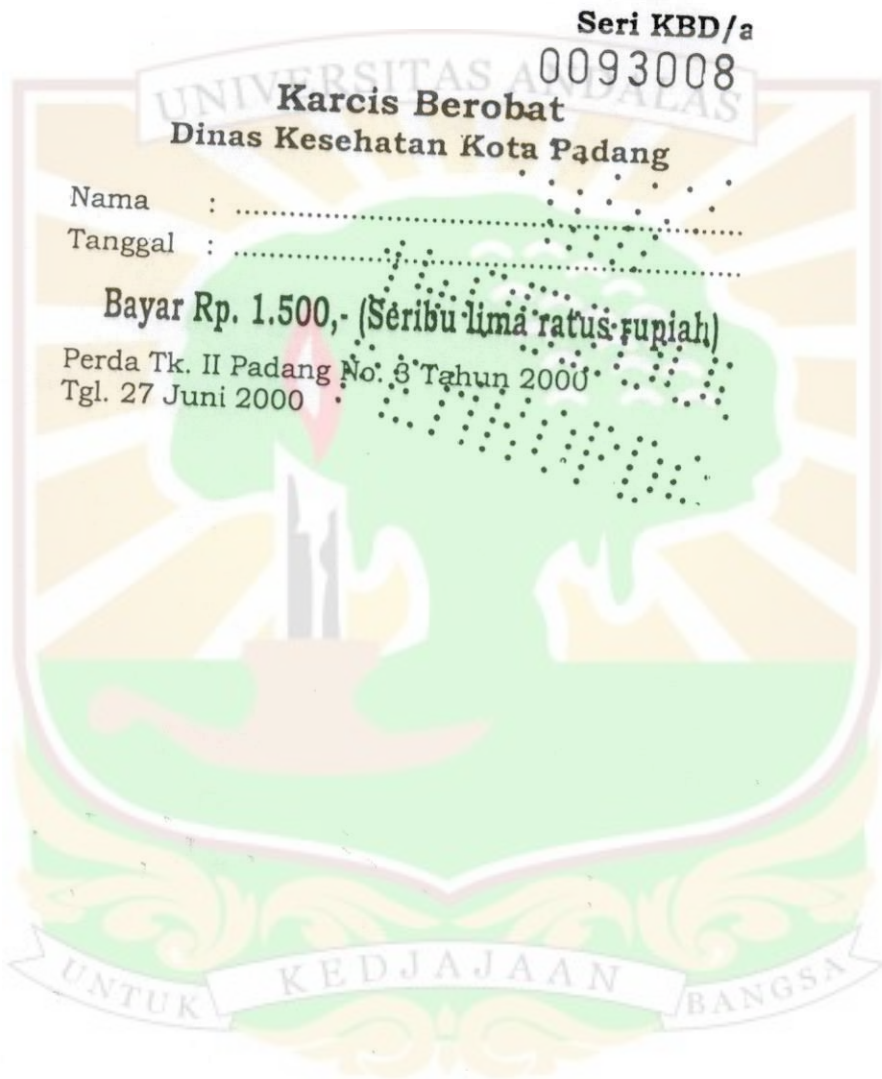 Seri KBD/a
0093008
UNIVERSITAS ANDALAS
Karcis Berobat
Dinas Kesehatan Kota Padang
Nama : ..............................
Tanggal : ..............................
Bayar Rp. 1.500,- (Seribu lima ratus rupiah)
Perda Tk. II Padang No. 8 Tahun 2000
Tgl. 27 Juni 2000
UNTUK KEDJAJAAN BANGSA